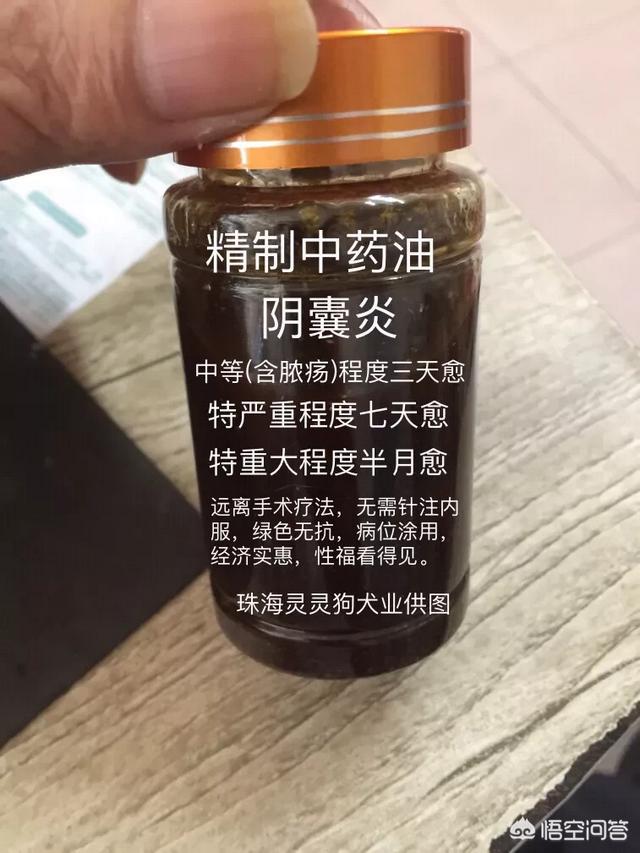 精制中药油
阴囊炎
中等(含脓疡)程度三天愈
特严重程度七天愈
特重大程度半月愈
远离手术疗法，无需针注内
服，绿色无抗，病位涂用，
经济实惠，性福看得见。
珠海灵灵狗犬业供图
悟空问答